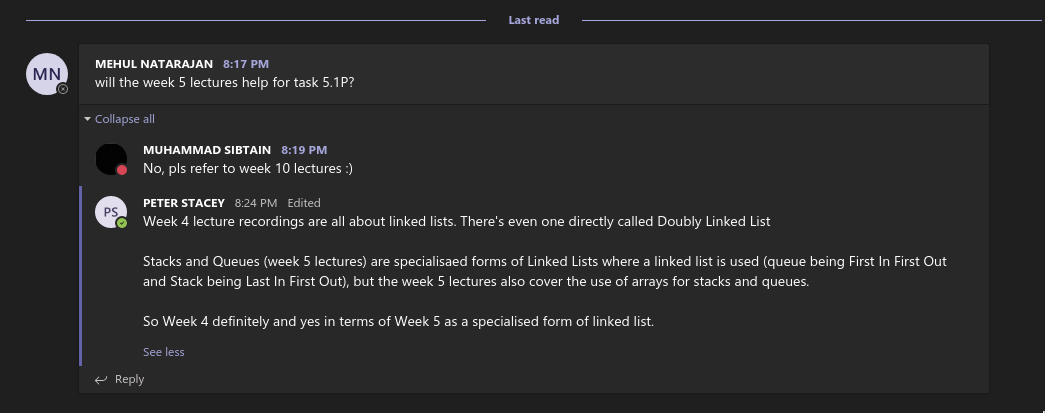 Last read
MN
MEHUL NATARAJAN 8:17 PM
will the week 5 lectures help for task 5.1P?
Collapse all
MUHAMMAD SIBTAIN 8:19 PM
No, pls refer to week 10 lectures :)
PS
PETER STACEY 8:24 PM Edited
Week 4 lecture recordings are all about linked lists. There's even one directly called Doubly Linked List
Stacks and Queues (week 5 lectures) are specialisaed forms of Linked Lists where a linked list is used (queue being First In First Out
and Stack being Last In First Out), but the week 5 lectures also cover the use of arrays for stacks and queues.
So Week 4 definitely and yes in terms of Week 5 as a specialised form of linked list.
See less
Reply